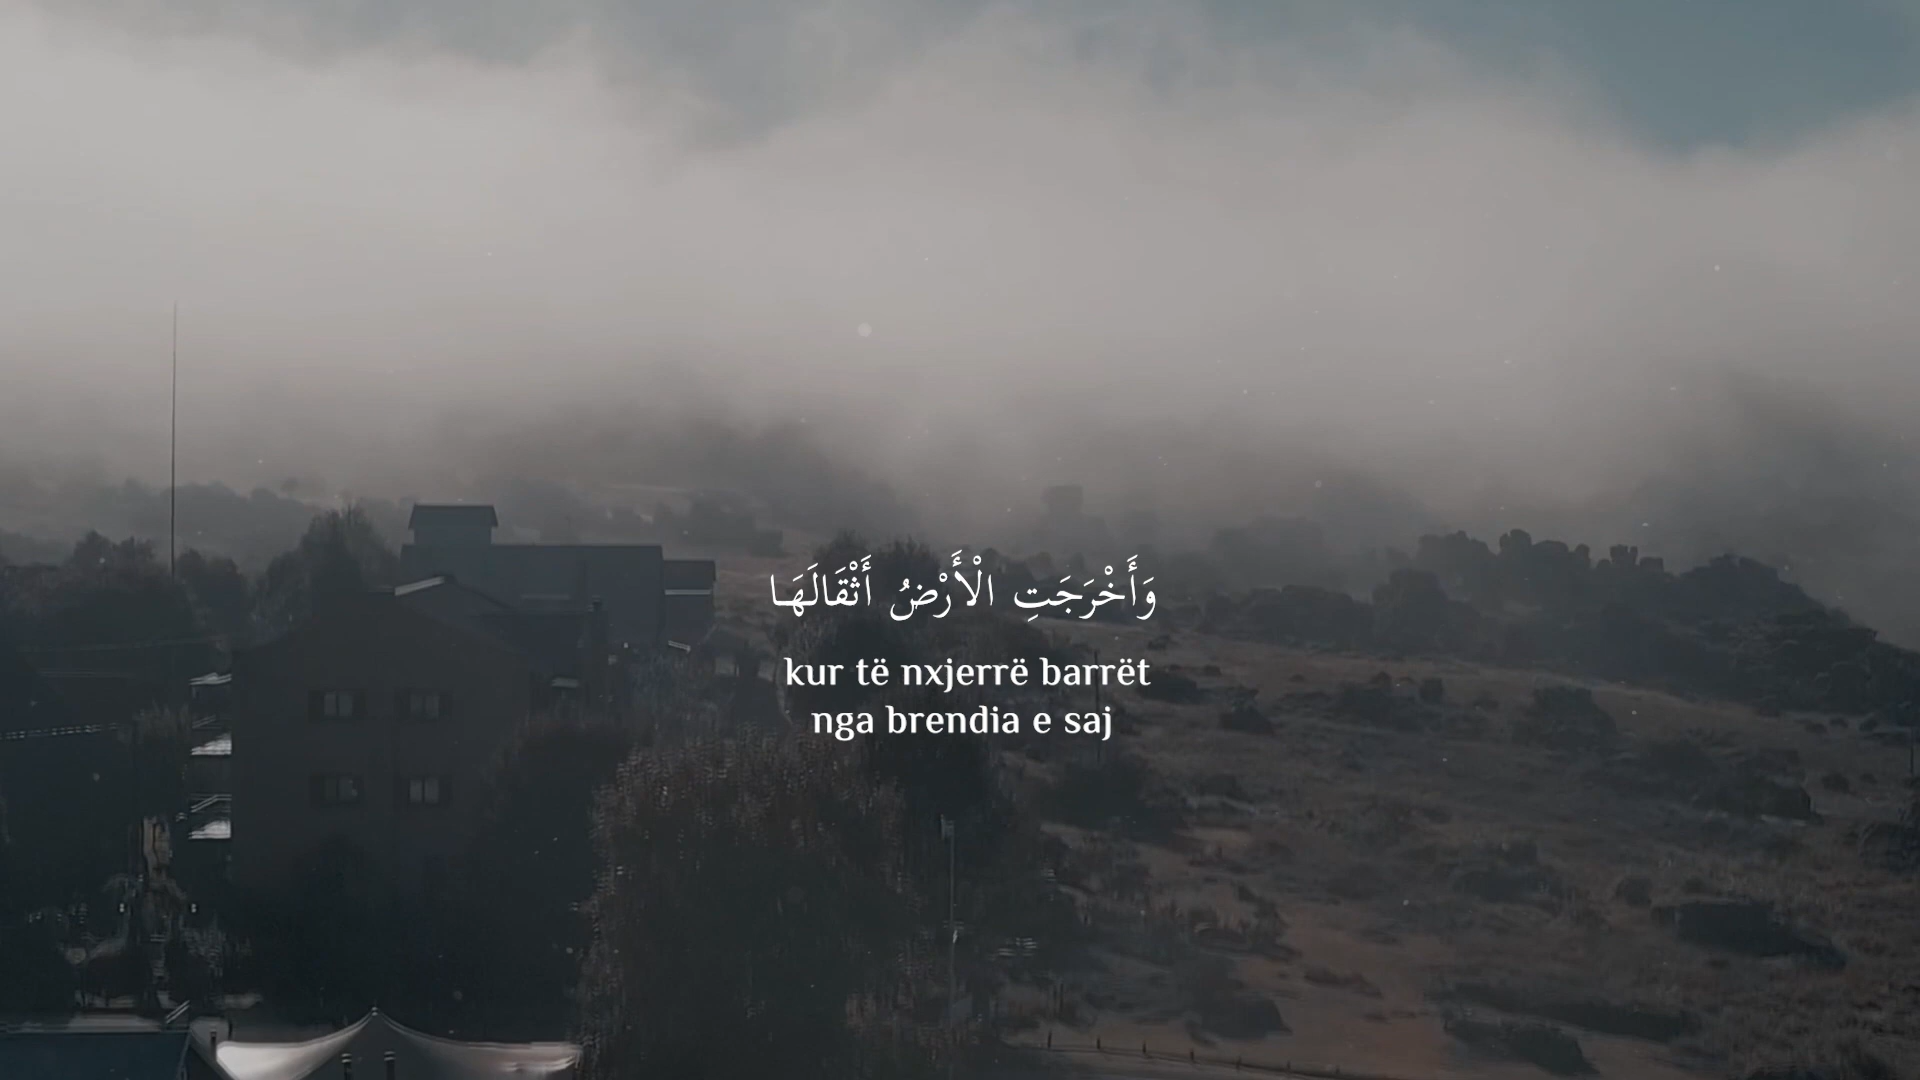 وَأَخْرَجَتِ الْأَرْضُ أَثْقَالَهَا
kur të nxjerrë barrët
nga brendia e saj